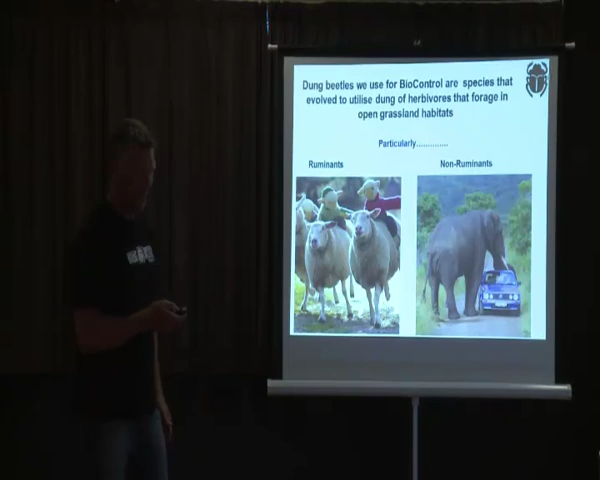 Dung beetles we use for BioControl are species that
evolved to utilise dung of herbivores that forage in
open grassland habitats
Particularly..............
Ruminants
Non-Ruminants